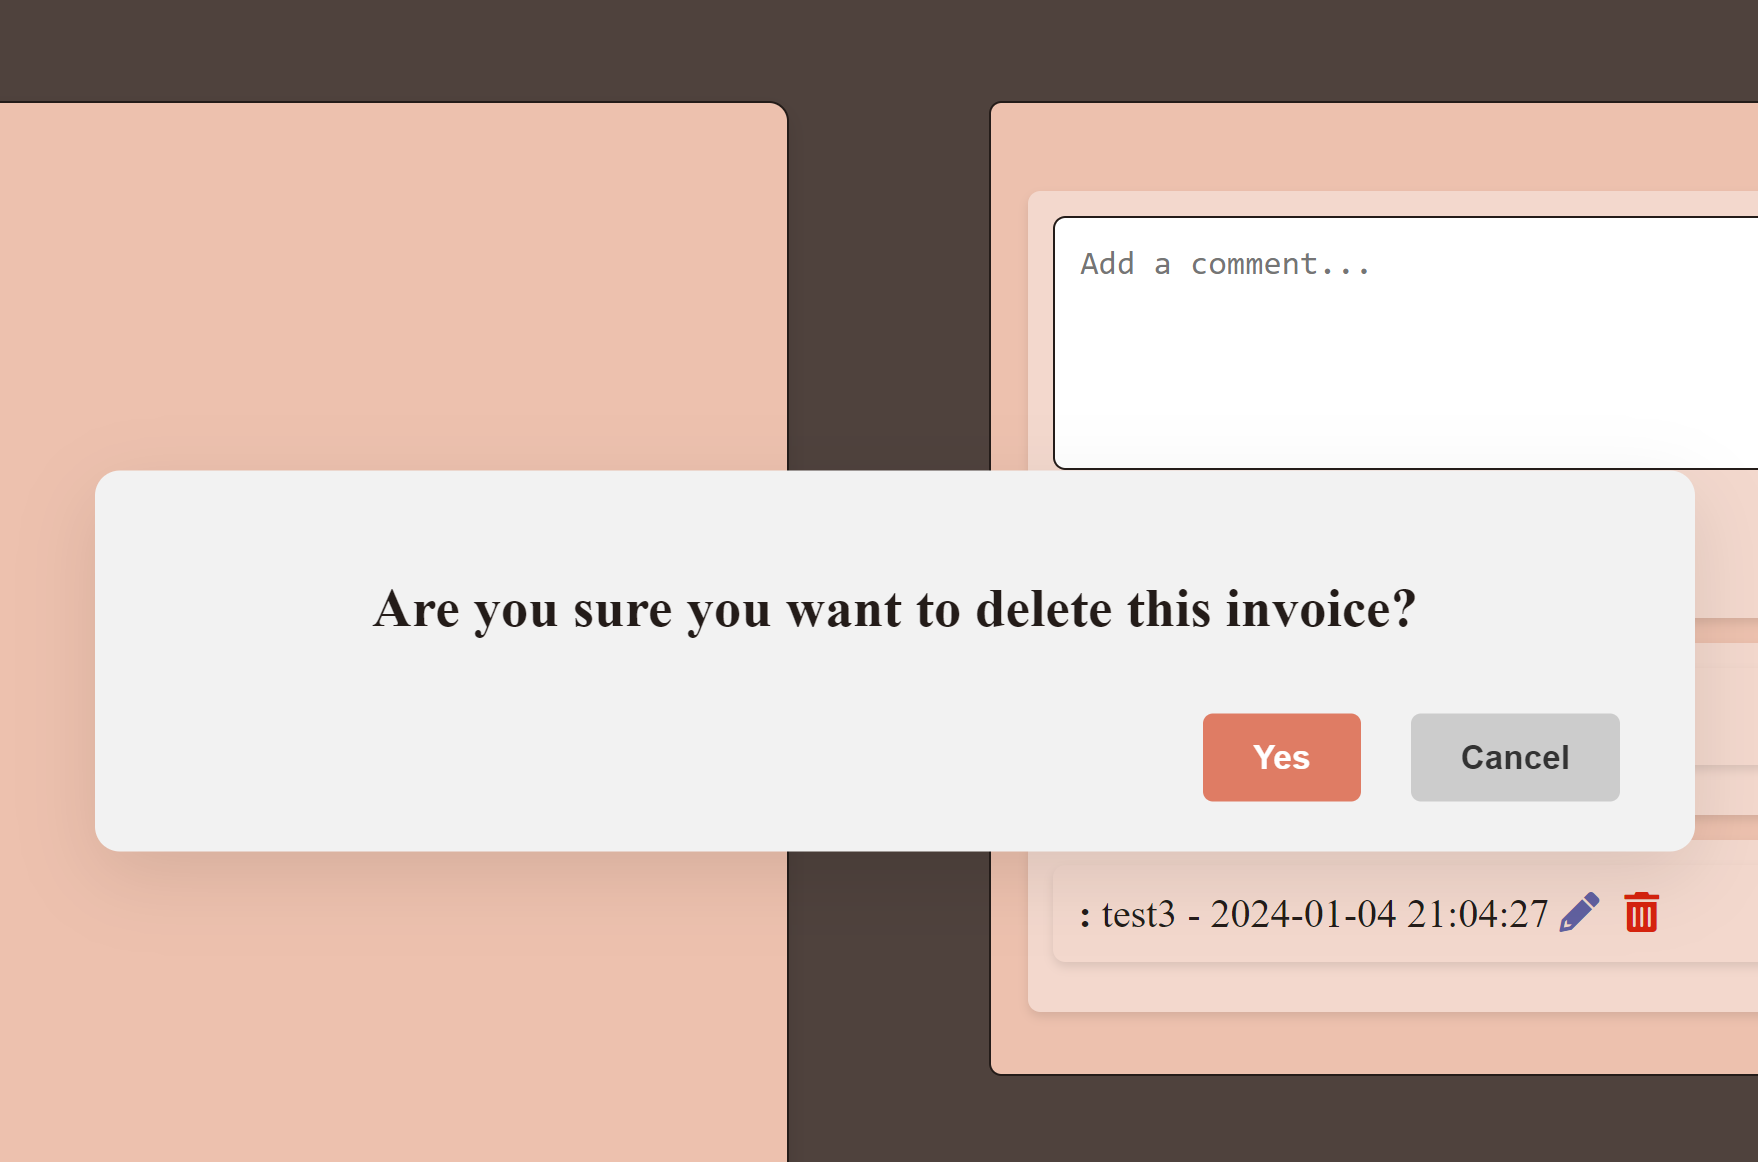 Add a comment...
Are you sure you want to delete this invoice?
Yes Cancel
: test3 - 2024-01-04 21:04:27